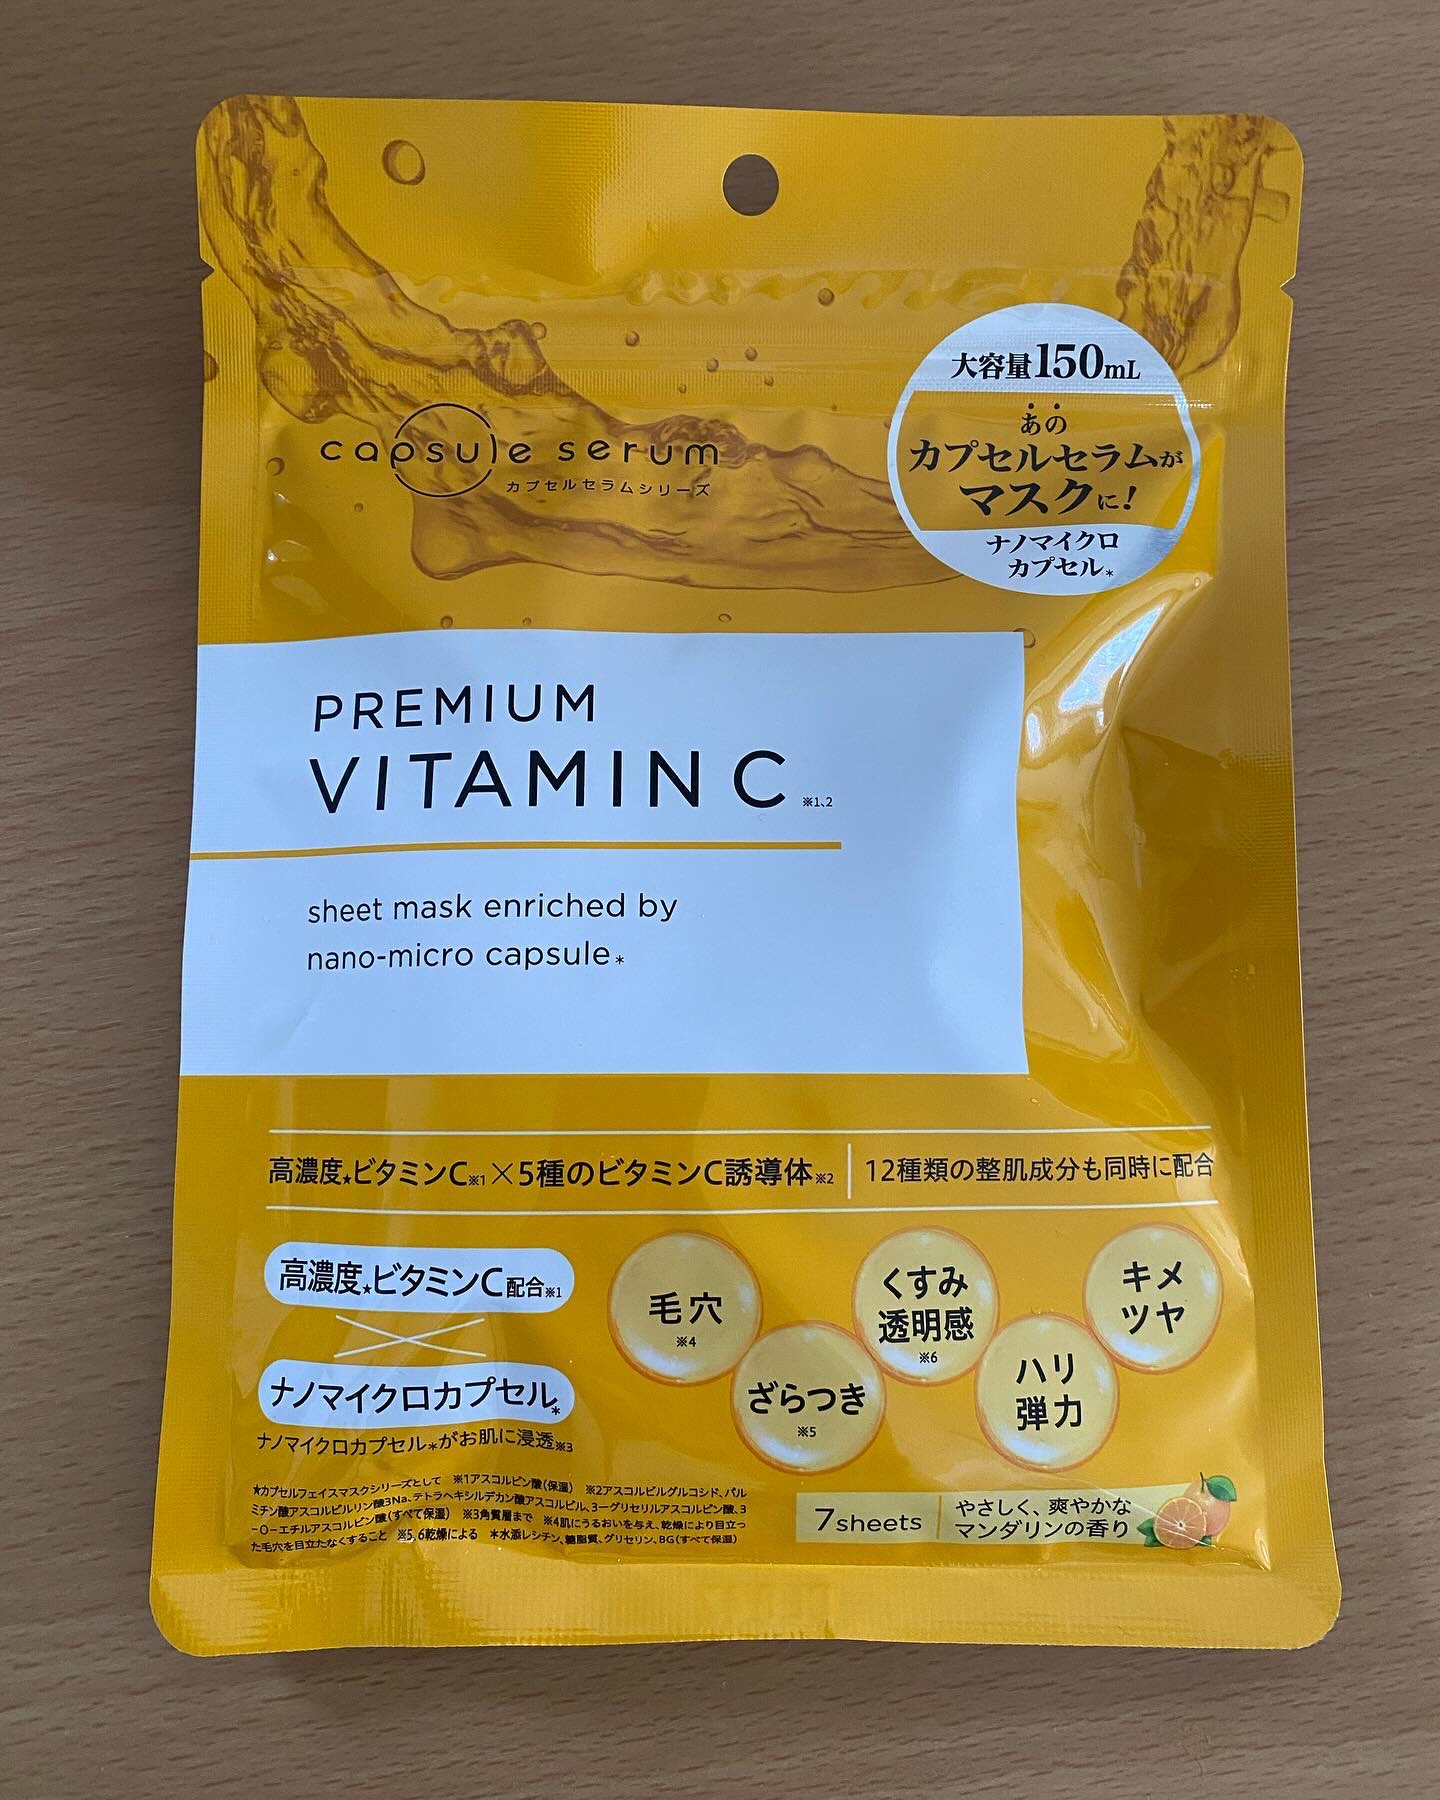 大容量150mL
あの
カプセルセラムが
マスクに!
ナノマイクロ
カプセル*
capsule serum
カプセルセラムシリーズ
PREMIUM
VITAMIN C ※1、2
sheet mask enriched by
nano-micro capsule*
高濃度★ビタミンC※1×5種のビタミンC誘導体※2 12種類の整肌成分も同時に配合
高濃度★ビタミンC配合※1
ナノマイクロカプセル*
ナノマイクロカプセル*がお肌に浸透※3
毛穴
※4
ざらつき
※5
くすみ
透明感
※6
ハリ
弾力
キメ
ツヤ
★カプセルフェイスマスクシリーズとして ※1アスコルビン酸(保湿) ※2アスコルビルグルコシド、パル
ミチン酸アスコルビルリン酸3Na、テトラヘキシルデカン酸アスコルビル、3ーグリセリルアスコルビン酸、3
-O-エチルアスコルビン酸(すべて保湿) ※3角質層まで ※4肌にうるおいを与え、乾燥により目立っ
た毛穴を目立たなくすること ※5、6乾燥による *水添レシチン、糖脂質、グリセリン、BG(すべて保湿)
7sheets
やさしく、爽やかな
マンダリンの香り